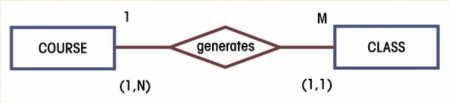 1 M
COURSE generates CLASS
(1,N) (1,1)